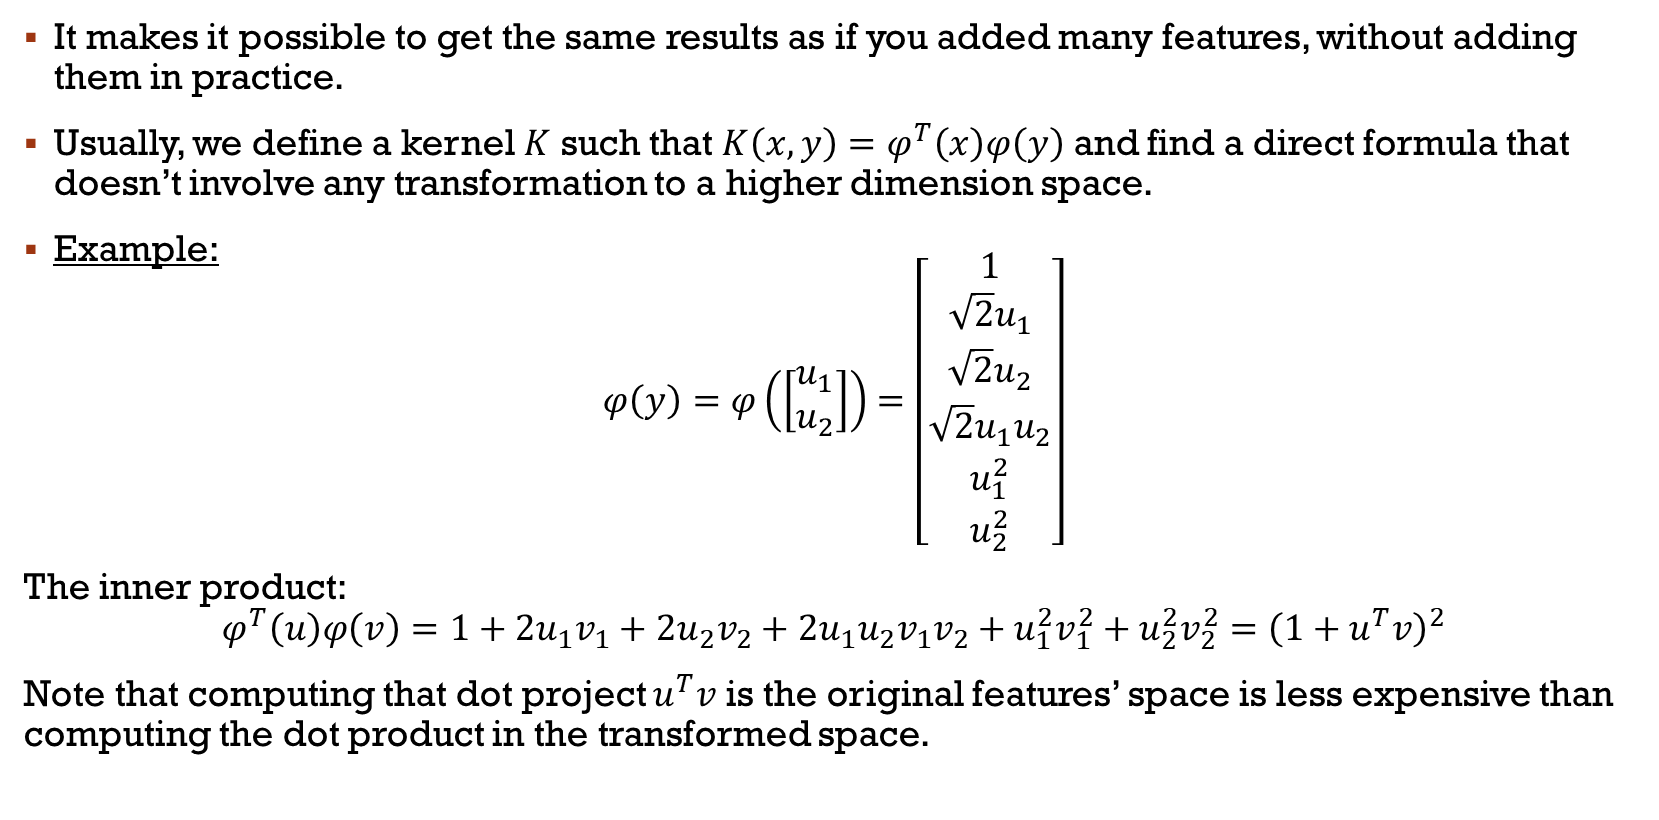 ▪ It makes it possible to get the same results as if you added many features, without adding
them in practice.
▪ Usually, we define a kernel K such that K(x, y) = φᵀ(x)φ(y) and find a direct formula that
doesn't involve any transformation to a higher dimension space.
▪ Example:
φ(y) = φ([u₁ u₂]) = [1
√2u₁
√2u₂
√2u₁u₂
u₁²
u₂²]
The inner product:
φᵀ(u)φ(v) = 1 + 2u₁v₁ + 2u₂v₂ + 2u₁u₂v₁v₂ + u₁²v₁² + u₂²v₂² = (1 + uᵀv)²
Note that computing that dot project uᵀv is the original features' space is less expensive than
computing the dot product in the transformed space.